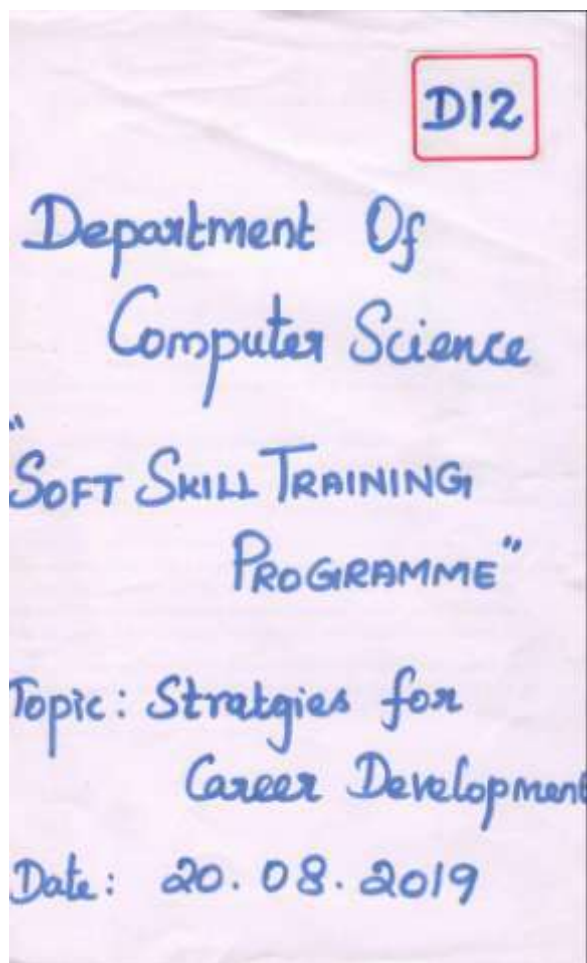 D12
Department Of
Computer Science
"SOFT SKILL TRAINING
PROGRAMME"
Topic: Stratgies for
Career Development
Date: 20.08.2019